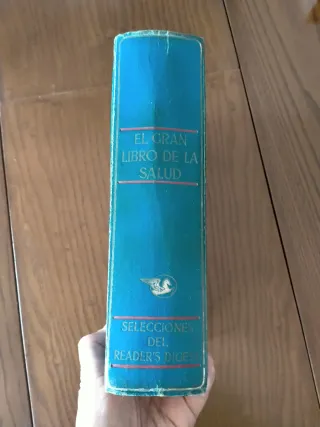 EL GRAN
LIBRO DE LA
SALUD
SELECCIONES
DEL
READER'S DIGEST